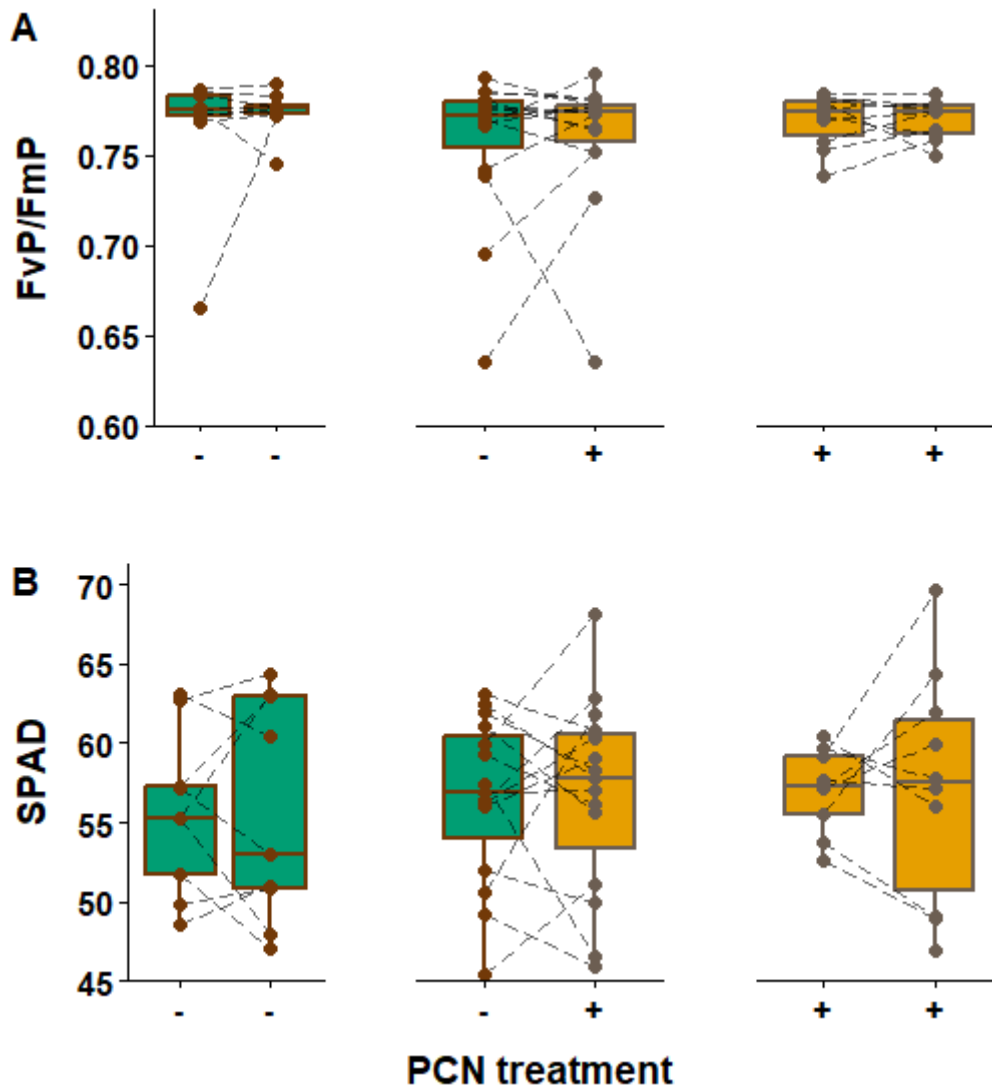 A
FvP/FmP
0.80
0.75
0.70
0.65
0.60
- - - + + +
B
SPAD
70
65
60
55
50
45
- - - + + +
PCN treatment